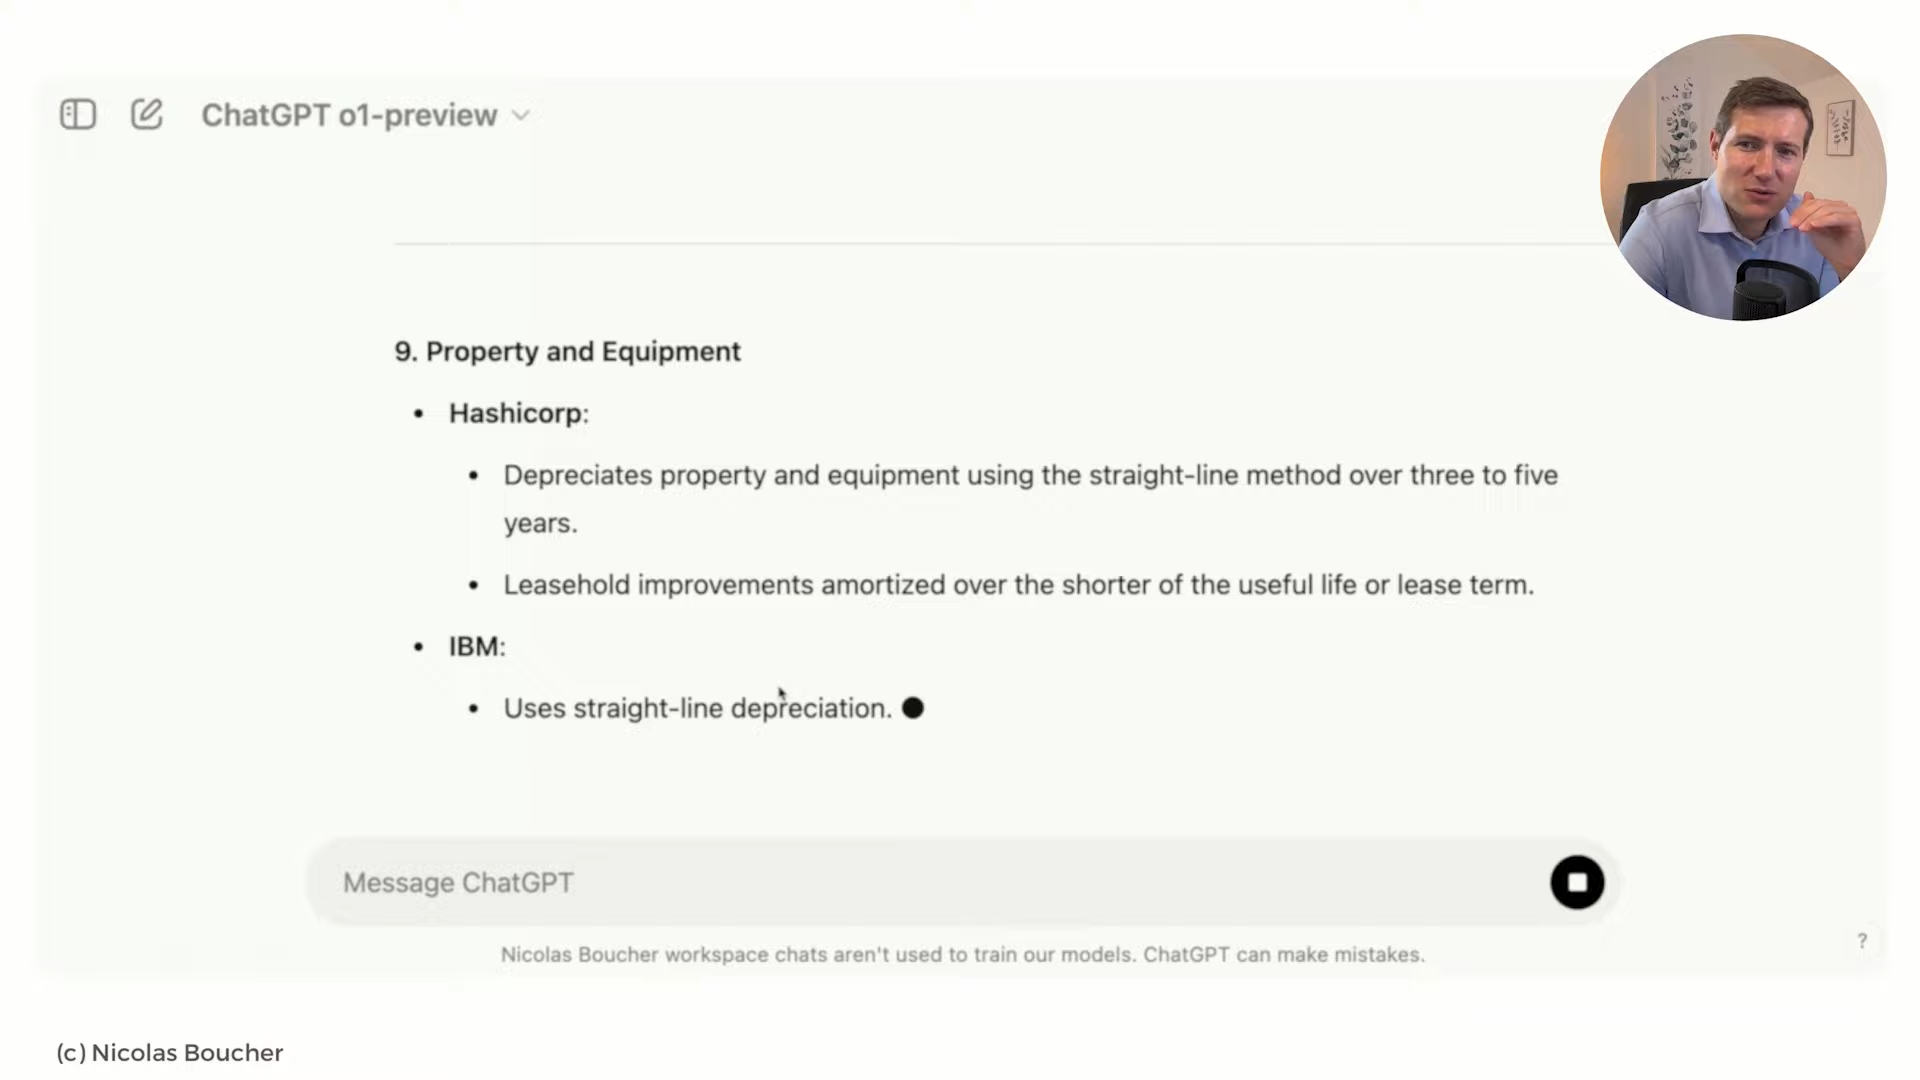 ChatGPT o1-preview
9. Property and Equipment
• Hashicorp:
• Depreciates property and equipment using the straight-line method over three to five
years.
• Leasehold improvements amortized over the shorter of the useful life or lease term.
• IBM:
• Uses straight-line depreciation.
Message ChatGPT
Nicolas Boucher workspace chats aren't used to train our models. ChatGPT can make mistakes.
?
(c) Nicolas Boucher